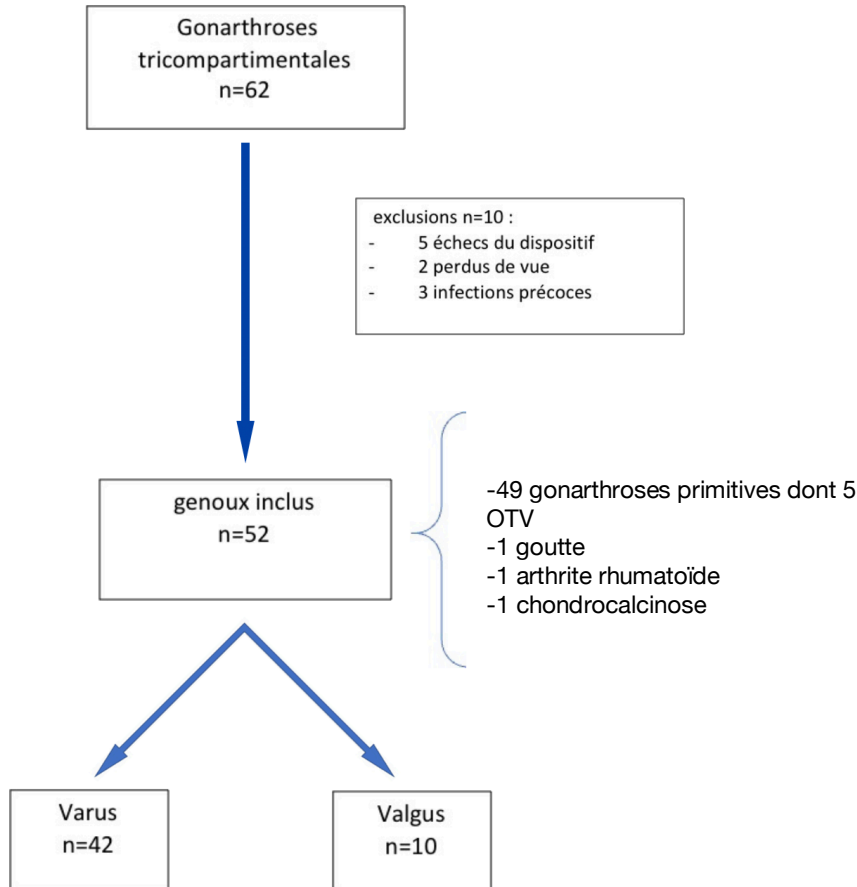 Gonarthroses
tricompartimentales
n=62
exclusions n=10 :
- 5 échecs du dispositif
- 2 perdus de vue
- 3 infections précoces
genoux inclus
n=52
-49 gonarthroses primitives dont 5
OTV
-1 goutte
-1 arthrite rhumatoïde
-1 chondrocalcinose
Varus
n=42
Valgus
n=10